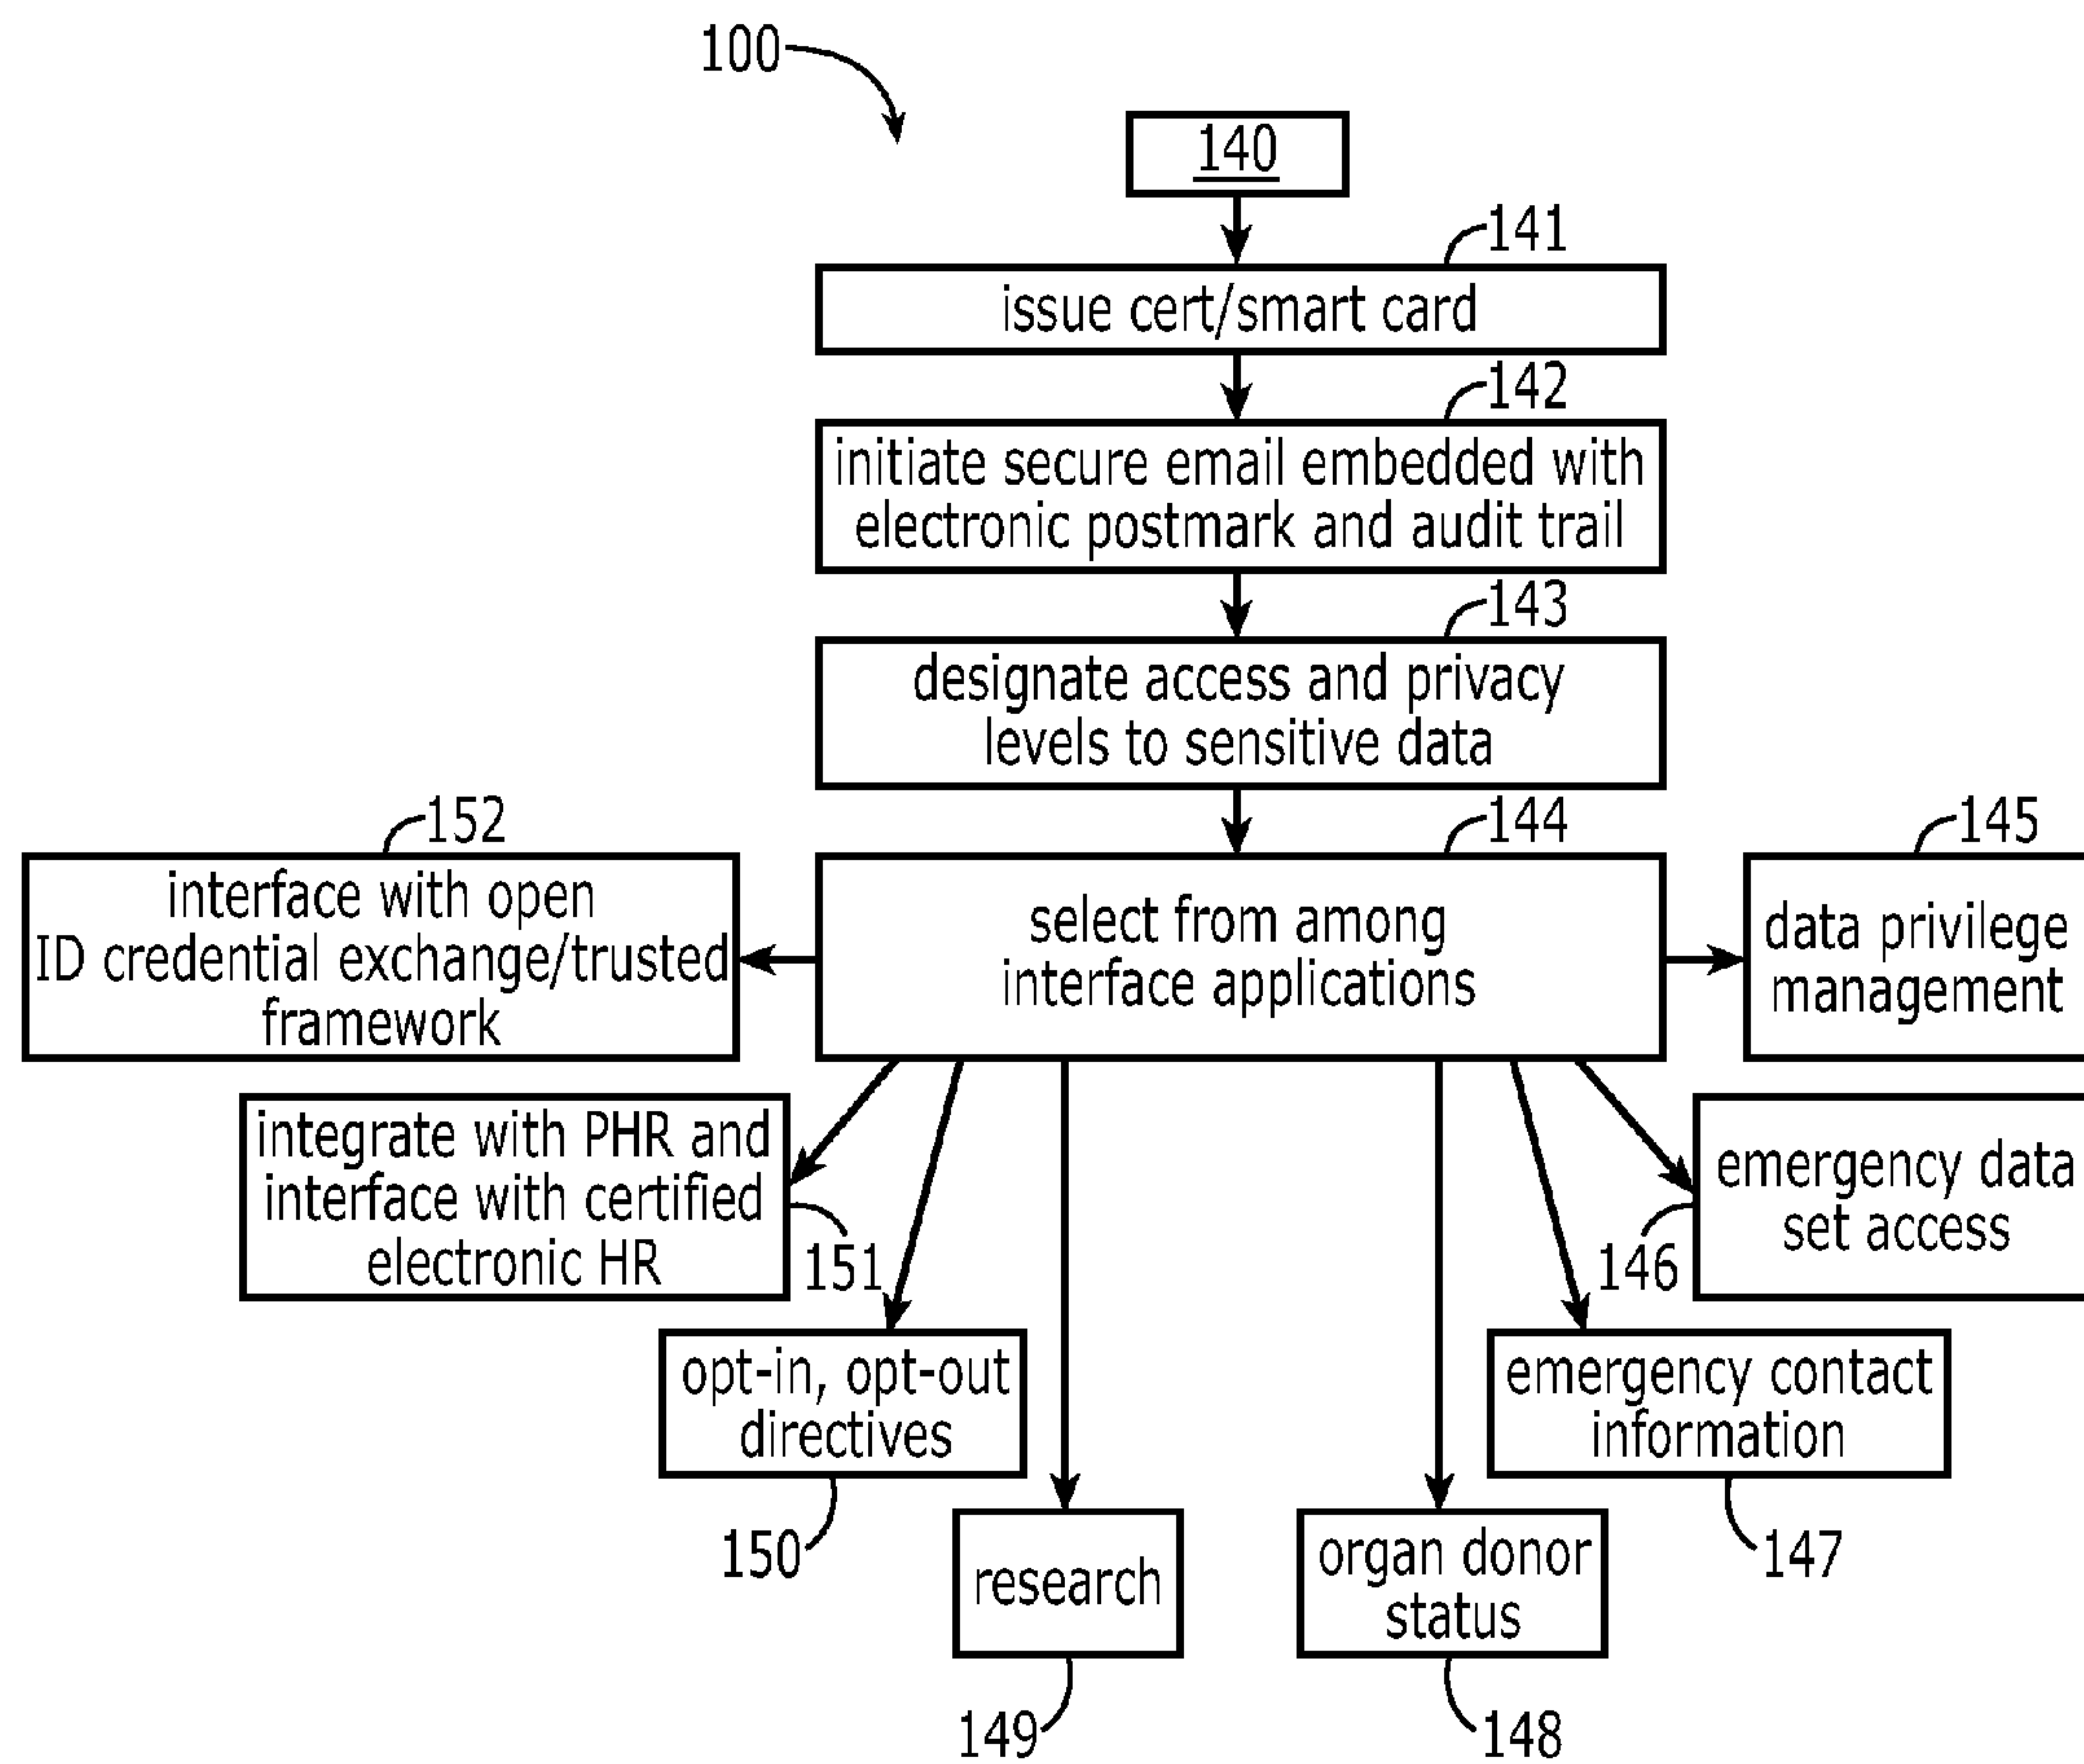 100
140
141
issue cert/smart card
142
initiate secure email embedded with
electronic postmark and audit trail
143
designate access and privacy
levels to sensitive data
152
144
145
interface with open
ID credential exchange/trusted
framework
select from among
interface applications
data privilege
management
integrate with PHR and
interface with certified
electronic HR
151
146
emergency data
set access
opt-in, opt-out
directives
150
emergency contact
information
147
research
149
organ donor
status
148